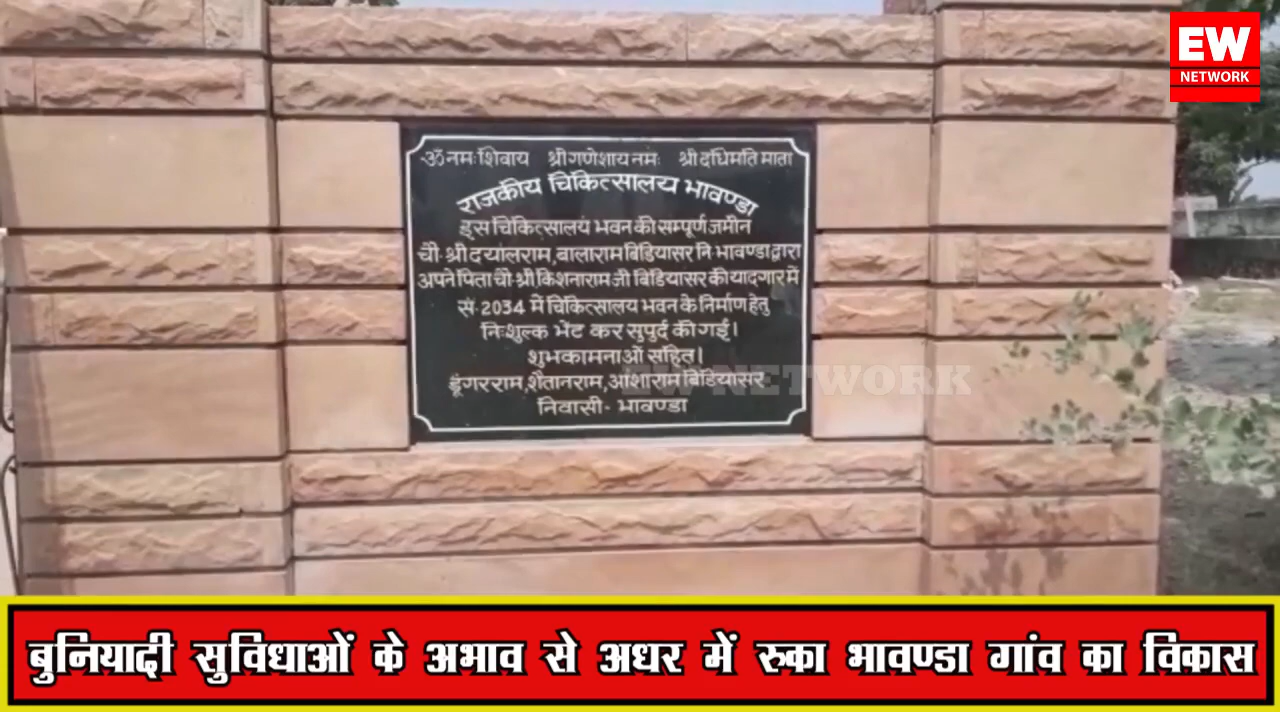 EW
NETWORK
ॐ नमः शिवाय श्री गणेशाय नमः श्री दधिमति माता
राजकीय चिकित्सालय भावण्डा
इस चिकित्सालय भवन की सम्पूर्ण जमीन
चौ. श्री दयालराम, बालाराम बिडियासर नि. भावण्डा द्वारा
अपने पिता चौ. श्री किशनाराम जी बिडियासर की यादगार में
सं. 2034 में चिकित्सालय भवन के निर्माण हेतु
निःशुल्क भेंट कर सुपुर्द की गई।
शुभकामनाओं सहित।
डूंगरराम, शैतानराम, आशाराम बिडियासर
निवासी - भावण्डा
EW NETWORK
बुनियादी सुविधाओं के अभाव से अधर में रुका भावण्डा गांव का विकास